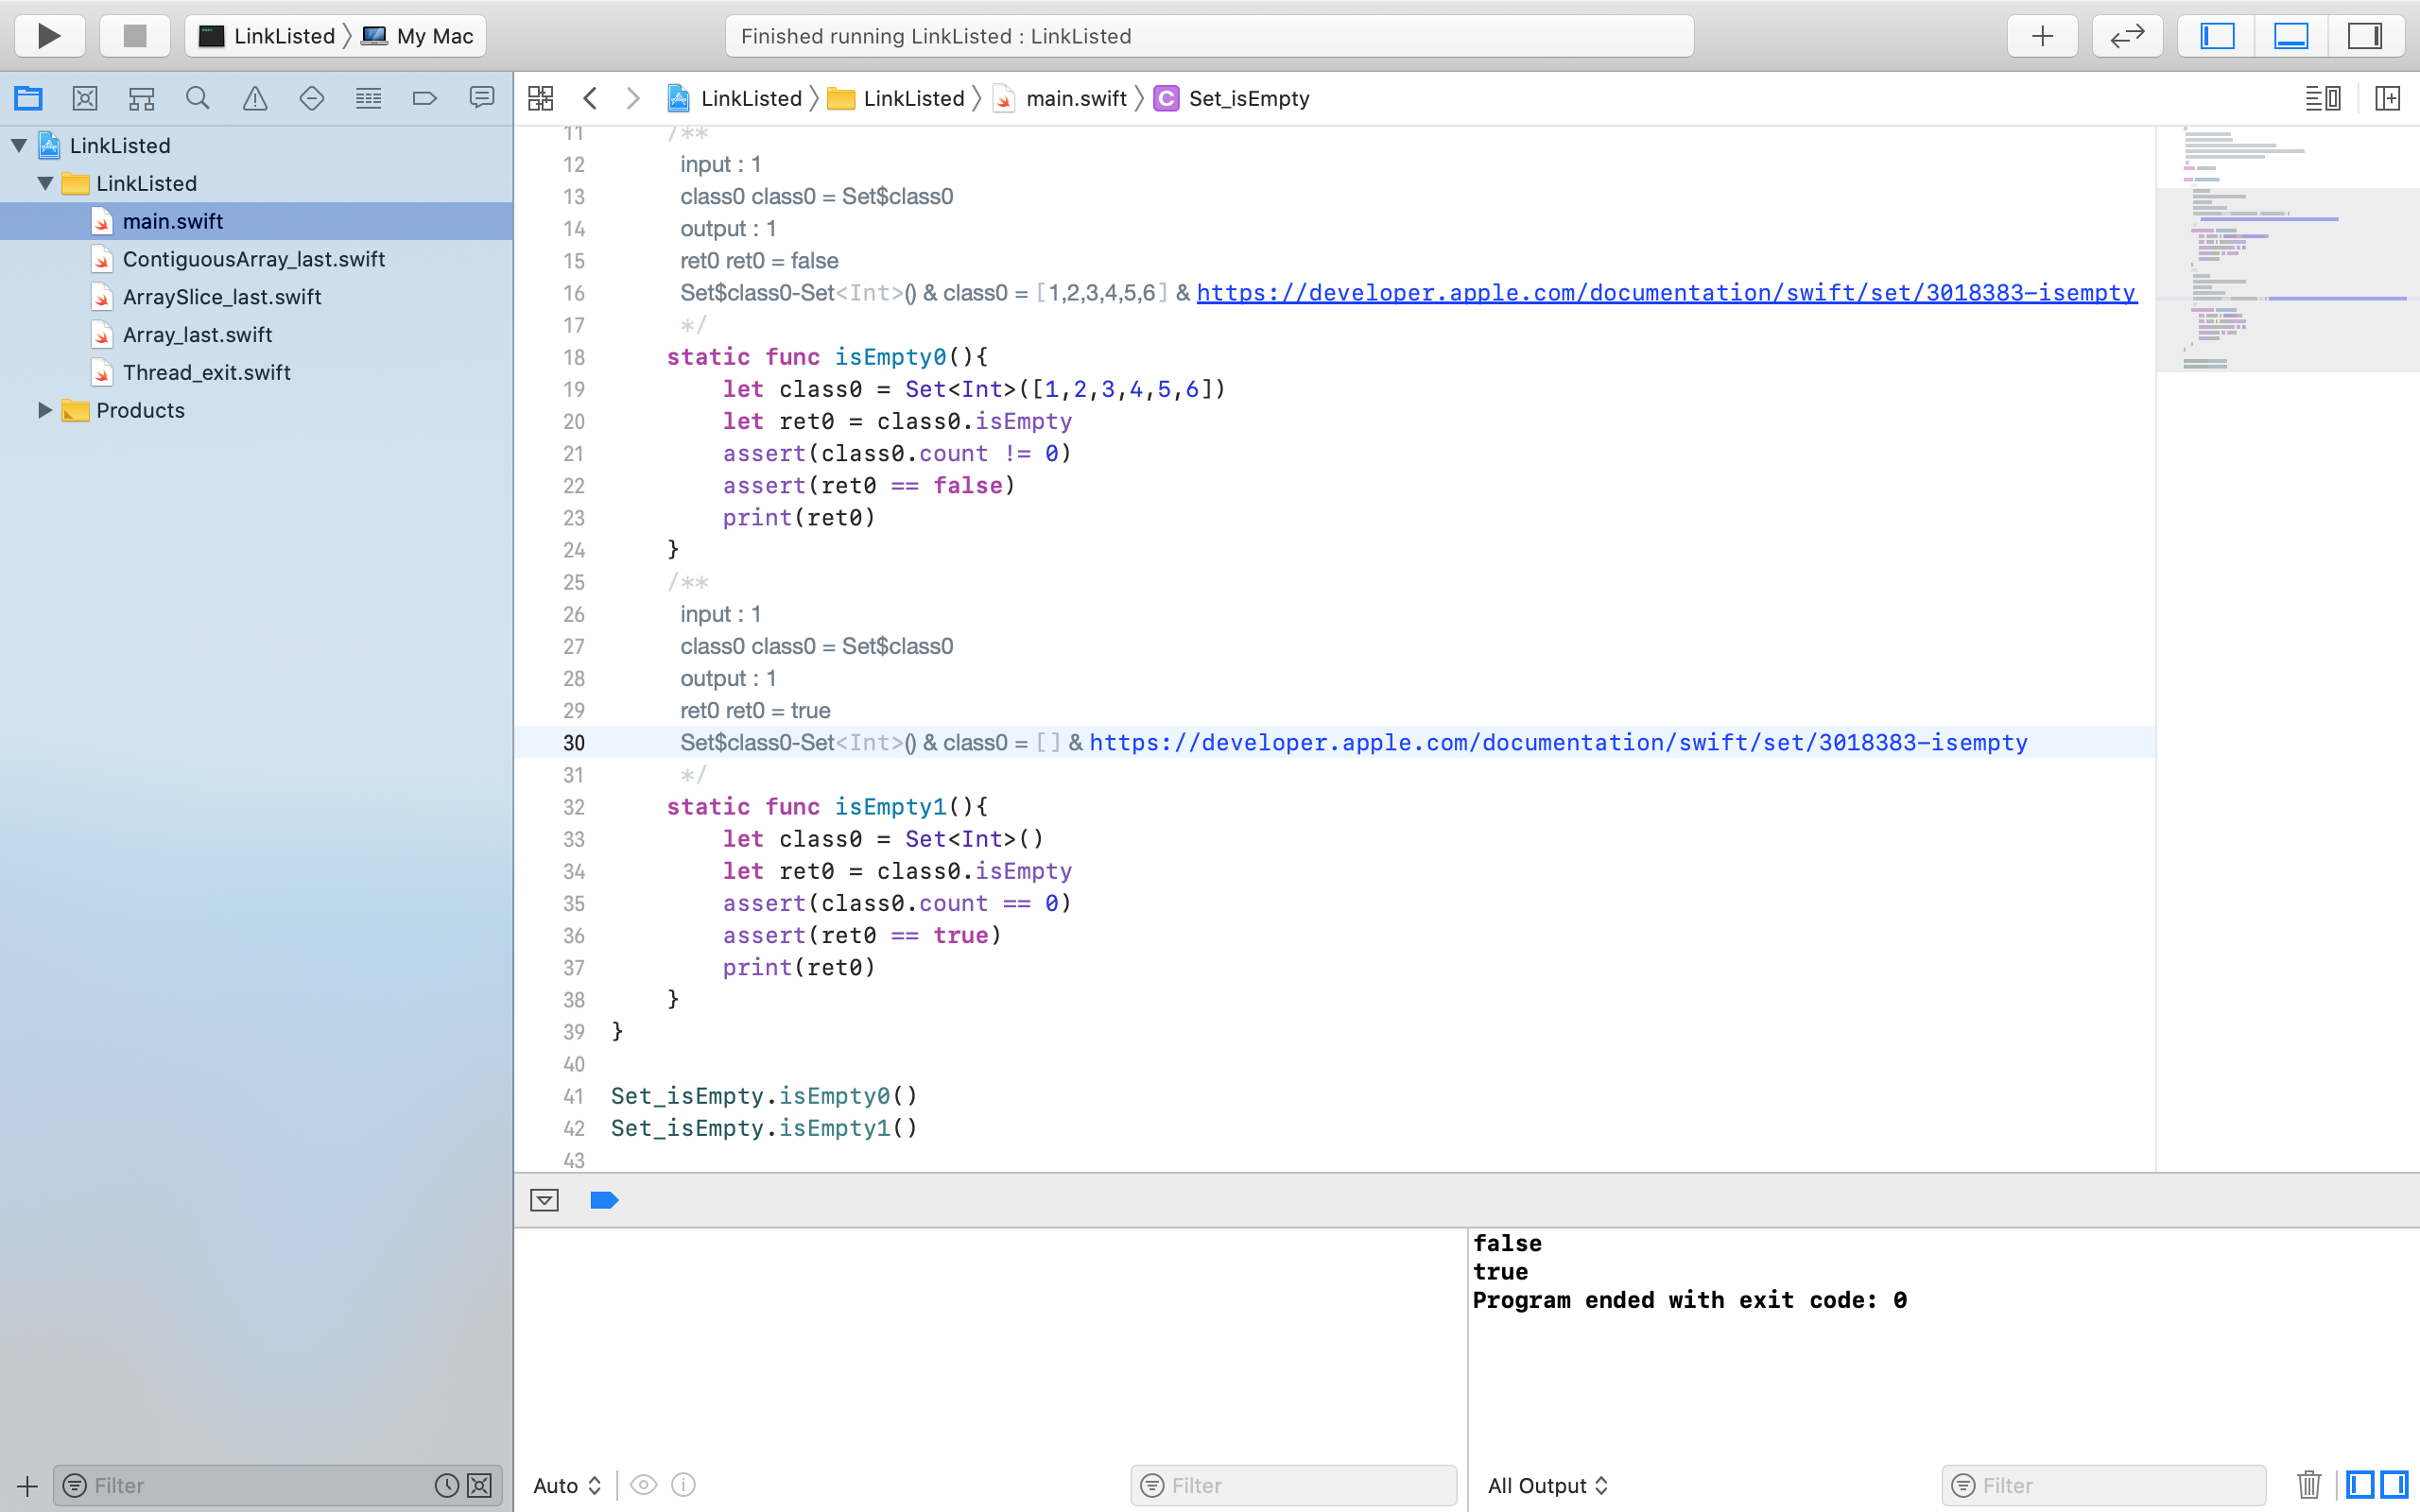 LinkListed 〉 My Mac
Finished running LinkListed : LinkListed
LinkListed 〉 LinkListed 〉 main.swift 〉 C Set_isEmpty
LinkListed
LinkListed
main.swift
ContiguousArray_last.swift
ArraySlice_last.swift
Array_last.swift
Thread_exit.swift
Products
11 /**
12 input : 1
13 class0 class0 = Set$class0
14 output : 1
15 ret0 ret0 = false
16 Set$class0-Set<Int>() & class0 = [1,2,3,4,5,6] & https://developer.apple.com/documentation/swift/set/3018383-isempty
17 */
18 static func isEmpty0(){
19 let class0 = Set<Int>([1,2,3,4,5,6])
20 let ret0 = class0.isEmpty
21 assert(class0.count != 0)
22 assert(ret0 == false)
23 print(ret0)
24 }
25 /**
26 input : 1
27 class0 class0 = Set$class0
28 output : 1
29 ret0 ret0 = true
30 Set$class0-Set<Int>() & class0 = [] & https://developer.apple.com/documentation/swift/set/3018383-isempty
31 */
32 static func isEmpty1(){
33 let class0 = Set<Int>()
34 let ret0 = class0.isEmpty
35 assert(class0.count == 0)
36 assert(ret0 == true)
37 print(ret0)
38 }
39 }
40
41 Set_isEmpty.isEmpty0()
42 Set_isEmpty.isEmpty1()
43
false
true
Program ended with exit code: 0
Filter
Auto
Filter
All Output
Filter